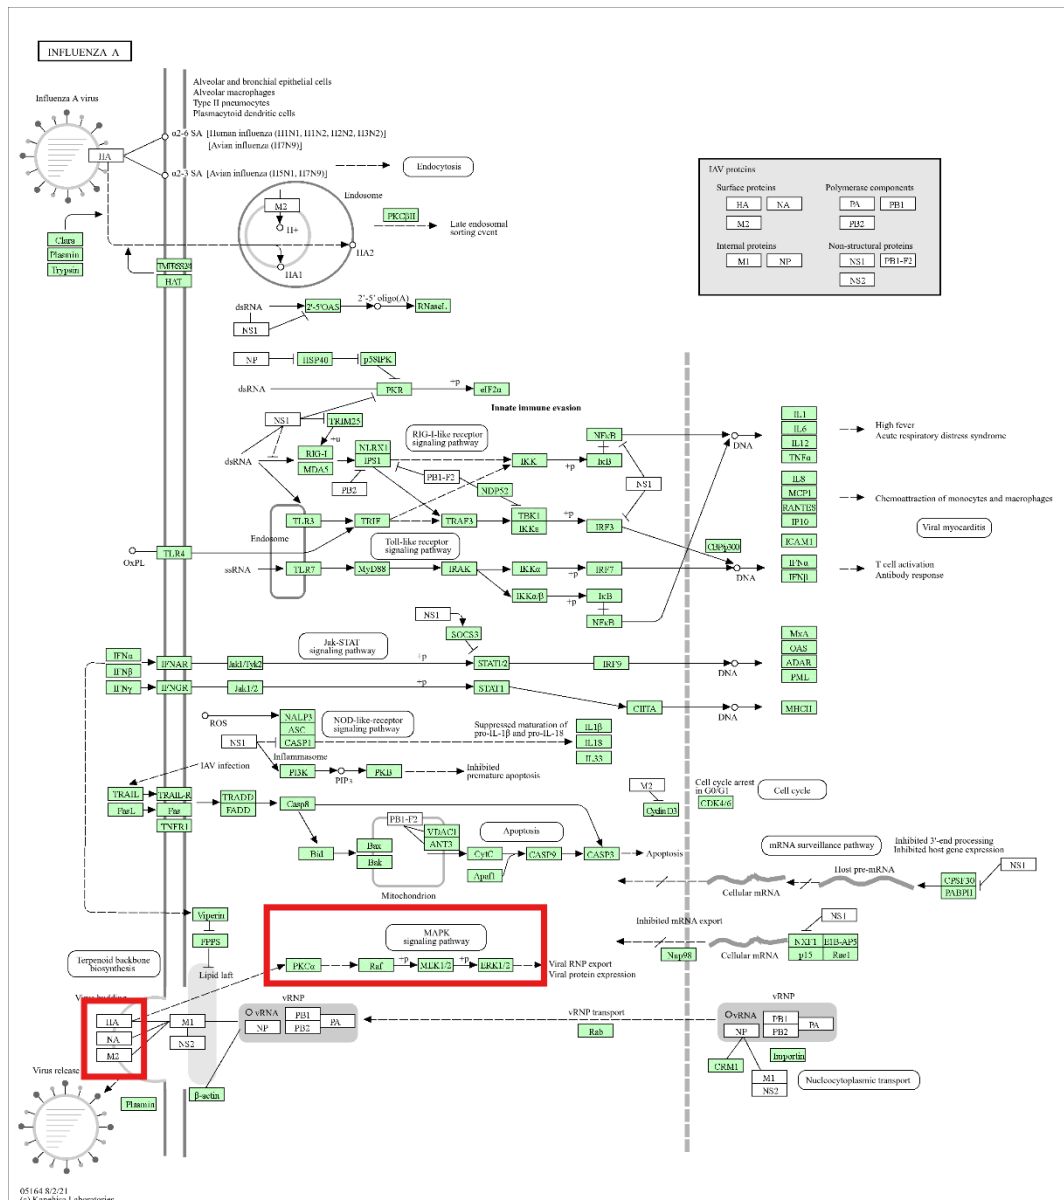 INFLUENZA A
Alveolar and bronchial epithelial cells
Alveolar macrophages
Type II pneumocytes
Plasmacytoid dendritic cells
Influenza A virus
α2-6 SA [Human influenza (H1N1, H1N2, H2N2, H3N2)]
[Avian influenza (H7N9)]
HA
α2-3 SA [Avian influenza (H5N1, H7N9)]
Endocytosis
Endosome
M2
H+
HA1
HA2
PKCβII
Late endosomal
sorting event
Clara
Plasmin
Trypsin
TMPRSS2/4
HAT
IAV proteins
Surface proteins
HA NA
M2
Polymerate components
PA PB1
PB2
Internal proteins
M1 NP
Non-structural proteins
NS1 PB1-F2
NS2
dsRNA 2'-5'OAS 2'-5' oligo(A) RNaseL
NS1
NP HSP40 p58IPK
dsRNA PKR +p eIF2α
Innate immune evasion
NS1 TRIM25
+u
RIG-I-like receptor
signaling pathway
dsRNA RIG-I NLRX1
MDA5 IPS1
IKK +p IκB
NFκB
DNA
PB2 PB1-F2 NDP52
NS1
Endosome
TLR3 TRIF TRAF3 TBK1 +p IRF3
IKKε
Toll-like receptor
signaling pathway
OxPL TLR4
ssRNA TLR7 MyD88 IRAK IKKα +p IRF7
CBP/p300
DNA
IKKα/β +p IκB
NFκB
IL1
IL6
IL12
TNFα
High fever
Acute respiratory distress syndrome
IL8
MCP1
RANTES
IP10
Chemoattraction of monocytes and macrophages
Viral myocarditis
ICAM1
IFNα
IFNβ
T cell activation
Antibody response
NS1
SOCS3
Jak-STAT
signaling pathway
IFNα IFNAR Jak1/Tyk2 +p STAT1/2 IRF9 DNA
IFNβ
IFNγ IFNGR Jak1/2 +p STAT1
CIITA DNA MHCII
MxA
OAS
ADAR
PML
ROS NALP3
ASC
NS1 CASP1
Inflammasome
NOD-like-receptor
signaling pathway
Suppressed maturation of
pro-IL-1β and pro-IL-18
IL1β
IL18
IL33
PI3K PIP3 PKB
Inhibited
premature apoptosis
IAV infection
TRAIL TRAIL-R TRADD
FasL Fas FADD
TNFR1
Casp8
Bid Bax
Bak
PB1-F2
VDAC1
ANT3
Mitochondrion
Apoptosis
CytC CASP9 CASP3 Apoptosis
Apaf1
M2
Cyclin D3
Cell cycle arrest
in G0/G1
CDK4/6
Cell cycle
mRNA surveillance pathway
Inhibited 3'-end processing
Inhibited host gene expression
Host pre-mRNA
Cellular mRNA
CPSF30
PABPII
NS1
Inhibited mRNA export
Nup98
Cellular mRNA
NS1
NXF1 E1B-AP5
p15 Rae1
Viperin
FPPS
Lipid laft
Terpenoid backbone
biosynthesis
MAPK
signaling pathway
PKCα Raf +p MEK1/2 +p ERK1/2
Viral RNP export
Viral protein expression
Virus budding
HA
NA
M2
M1
NS2
vRNP
vRNA PB1 PA
NP PB2
vRNP transport
Rab
vRNP
vRNA PB1 PA
NP PB2
CRM1 Importin
M1
NS2
Nucleocytoplasmic transport
Virus release
Plasmin
β-actin
05164 8/2/21
(c) Kanehisa Laboratories